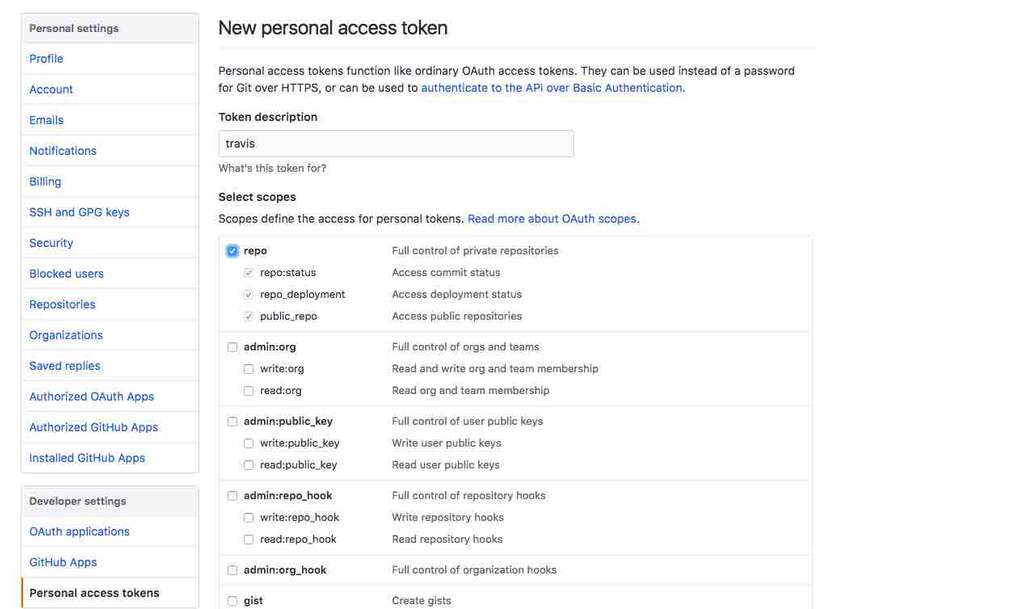 Personal settings
Profile
Account
Emails
Notifications
Billing
SSH and GPG keys
Security
Blocked users
Repositories
Organizations
Saved replies
Authorized OAuth Apps
Authorized GitHub Apps
Installed GitHub Apps
Developer settings
OAuth applications
GitHub Apps
Personal access tokens
New personal access token
Personal access tokens function like ordinary OAuth access tokens. They can be used instead of a password
for Git over HTTPS, or can be used to authenticate to the API over Basic Authentication.
Token description
travis
What's this token for?
Select scopes
Scopes define the access for personal tokens. Read more about OAuth scopes.
repo Full control of private repositories
repo:status Access commit status
repo_deployment Access deployment status
public_repo Access public repositories
admin:org Full control of orgs and teams
write:org Read and write org and team membership
read:org Read org and team membership
admin:public_key Full control of user public keys
write:public_key Write user public keys
read:public_key Read user public keys
admin:repo_hook Full control of repository hooks
write:repo_hook Write repository hooks
read:repo_hook Read repository hooks
admin:org_hook Full control of organization hooks
gist Create gists